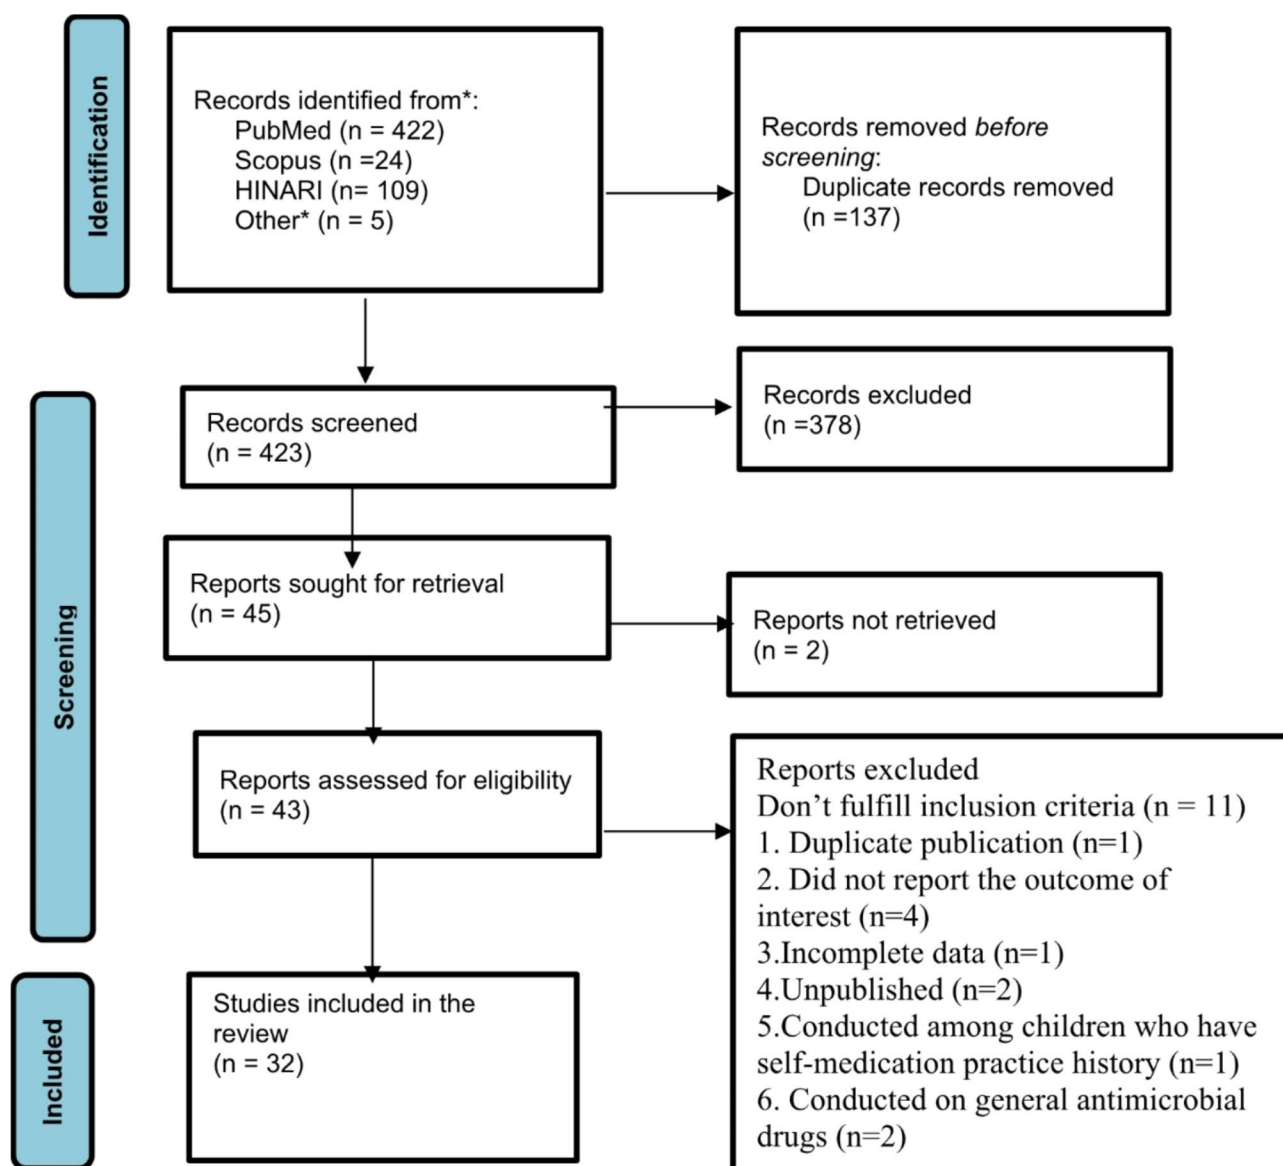 Identification
Records identified from*:
PubMed (n = 422)
Scopus (n =24)
HINARI (n= 109)
Other* (n = 5)
Records removed before
screening:
Duplicate records removed
(n =137)
Screening
Records screened
(n = 423)
Records excluded
(n =378)
Reports sought for retrieval
(n = 45)
Reports not retrieved
(n = 2)
Reports assessed for eligibility
(n = 43)
Reports excluded
Don’t fulfill inclusion criteria (n = 11)
1. Duplicate publication (n=1)
2. Did not report the outcome of
interest (n=4)
3.Incomplete data (n=1)
4.Unpublished (n=2)
5.Conducted among children who have
self-medication practice history (n=1)
6. Conducted on general antimicrobial
drugs (n=2)
Included
Studies included in the
review
(n = 32)